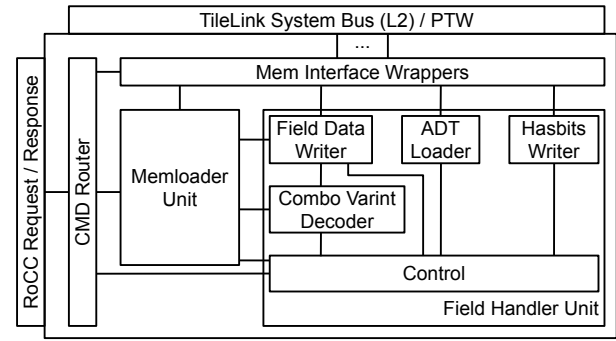 TileLink System Bus (L2) / PTW
...
Mem Interface Wrappers
RoCC Request / Response
CMD Router
Memloader
Unit
Field Data
Writer
ADT
Loader
Hasbits
Writer
Combo Varint
Decoder
Control
Field Handler Unit